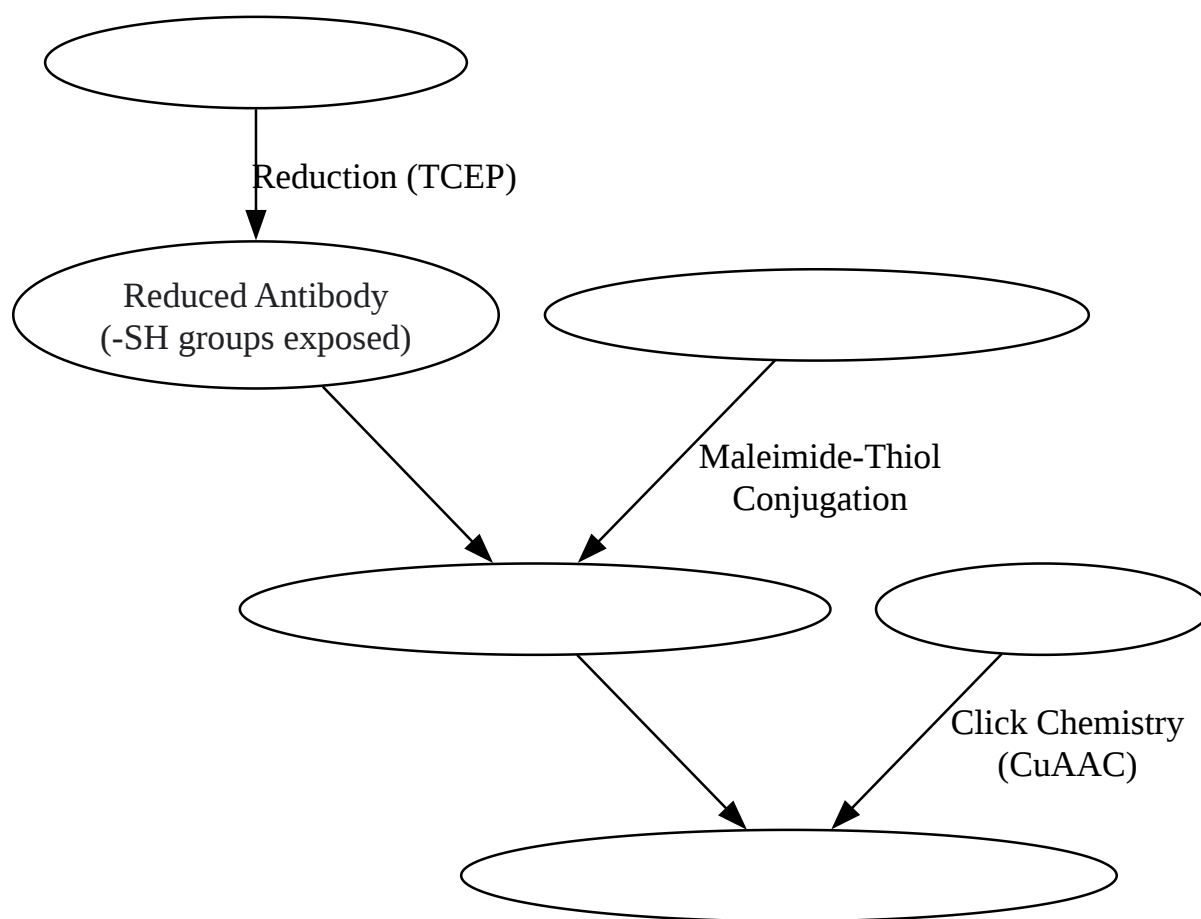 Reduction (TCEP)
Reduced Antibody
(-SH groups exposed)
Maleimide-Thiol
Conjugation
Click Chemistry
(CuAAC)